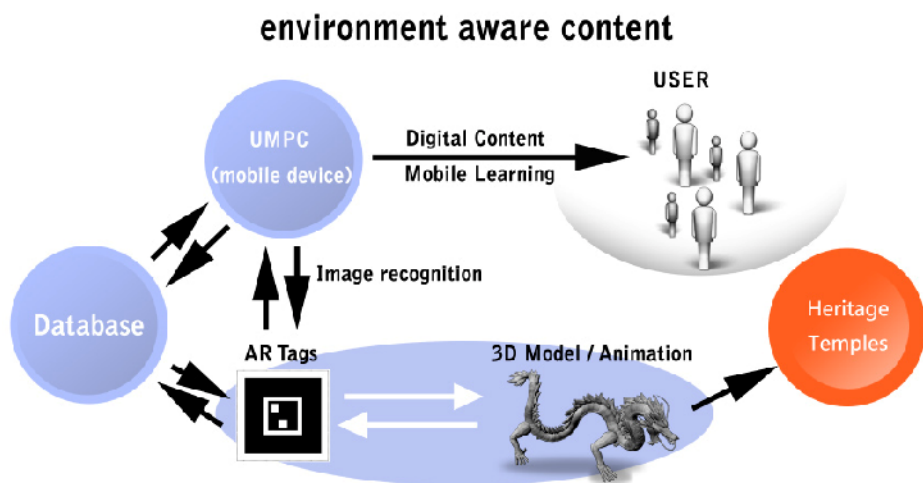 environment aware content
USER
UMPC
(mobile device)
Digital Content
Mobile Learning
Image recognition
Database
Heritage
Temples
AR Tags
3D Model / Animation